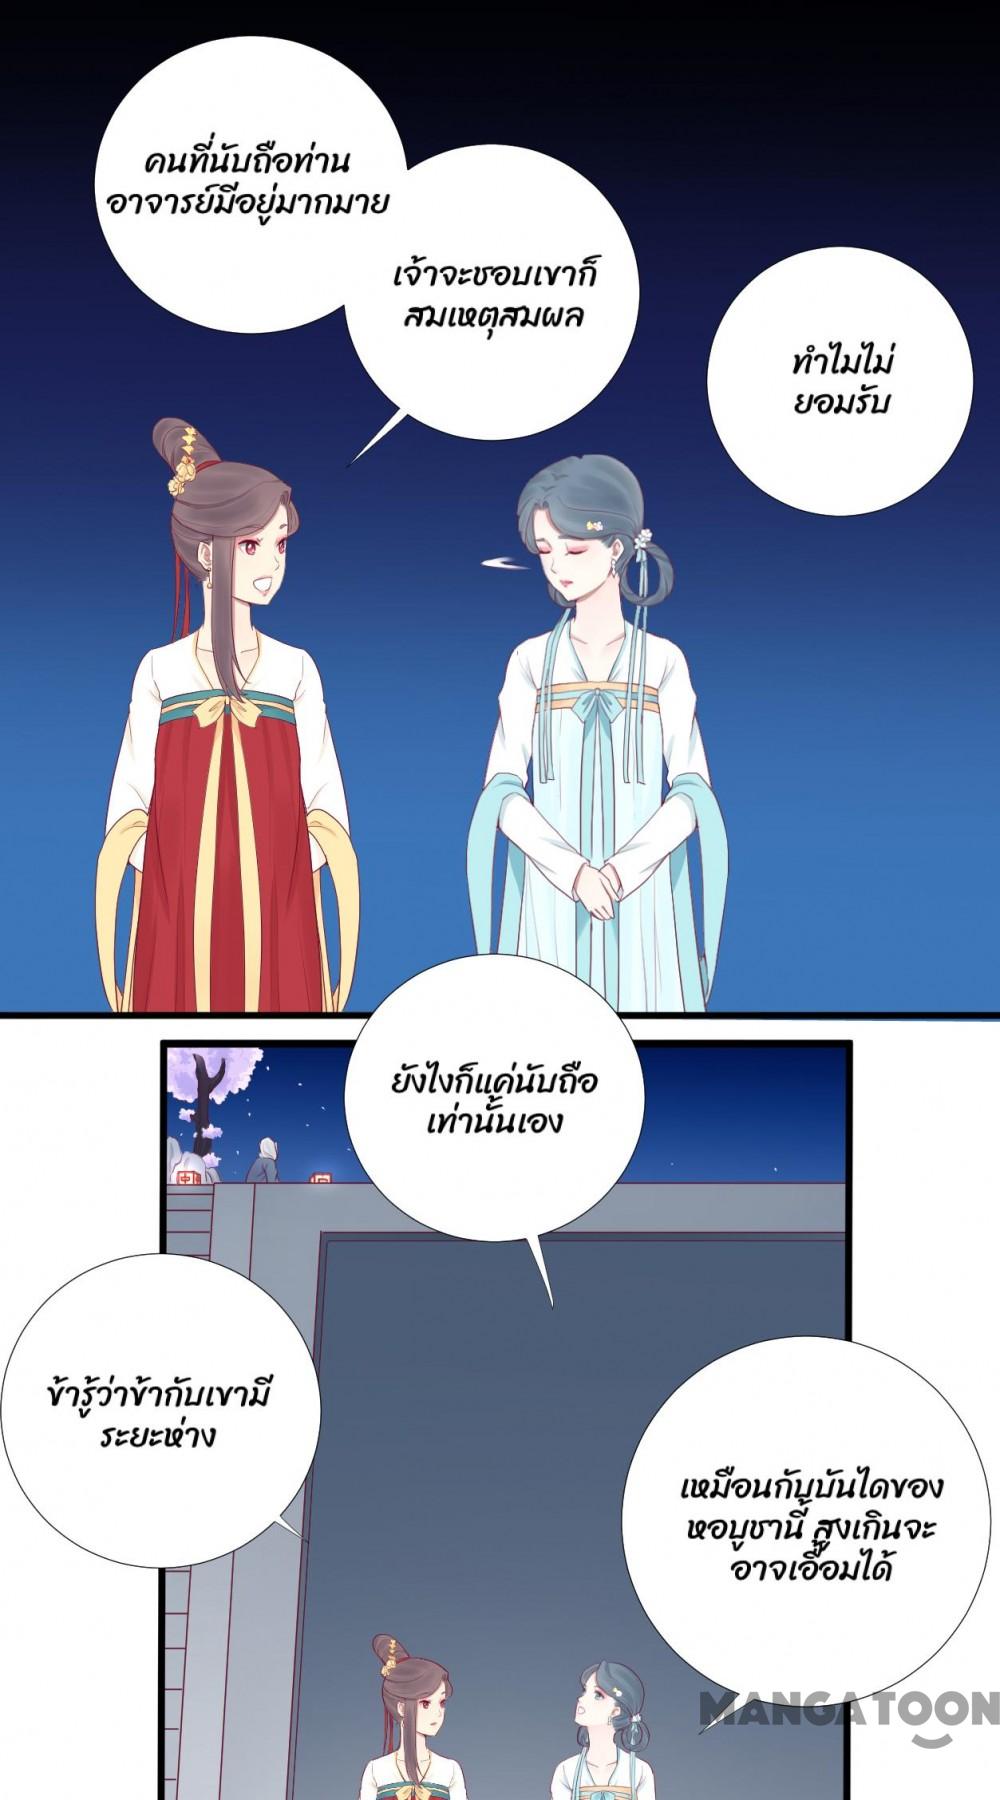 คนที่นับถือท่าน
อาจารย์มีอยู่มากมาย
เจ้าจะชอบเขาก็
สมเหตุสมผล
ทำไมไม่
ยอมรับ
ยังไงก็แค่นับถือ
เท่านั้นเอง
ข้ารู้ว่าข้ากับเขามี
ระยะห่าง
เหมือนกับบันไดของ
หอบูชานี้ สูงเกินจะ
อาจเอื้อมได้
MANGATOON